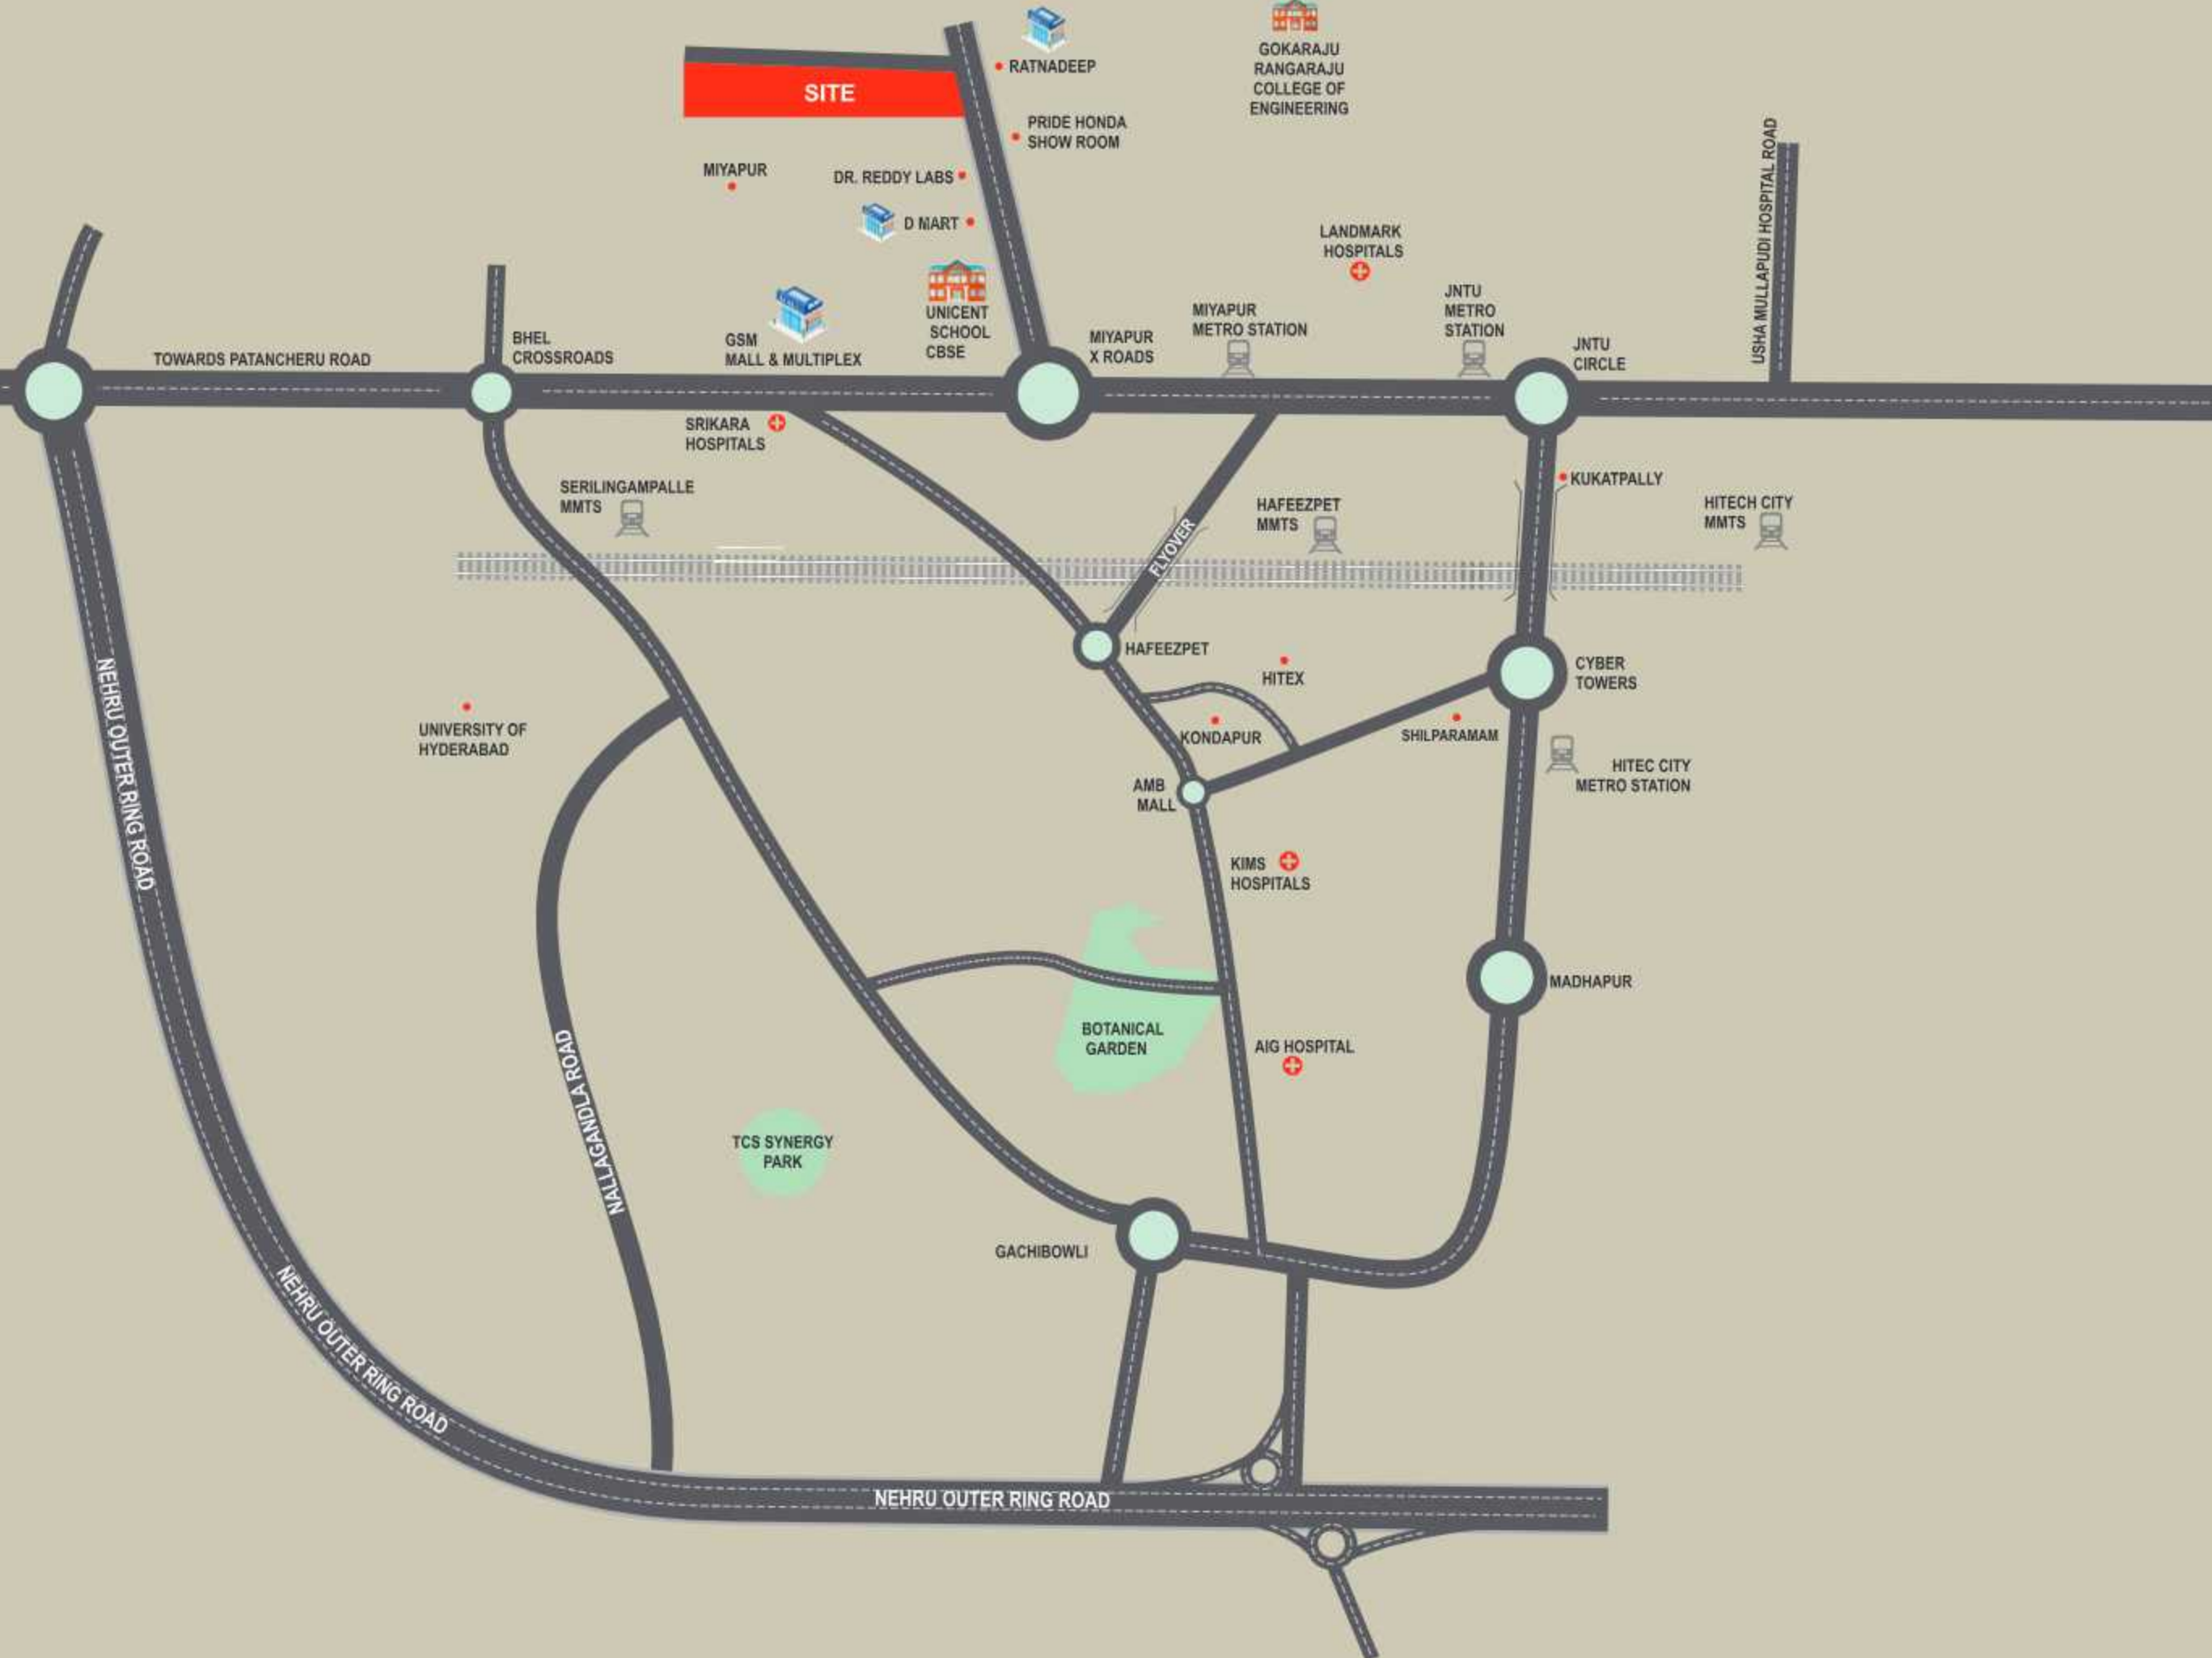 RATNADEEP
GOKARAJU
RANGARAJU
COLLEGE OF
ENGINEERING
SITE
PRIDE HONDA
SHOW ROOM
MIYAPUR
DR. REDDY LABS
D MART
USHA MULLAPUDI HOSPITAL ROAD
LANDMARK
HOSPITALS
UNICENT
SCHOOL
CBSE
MIYAPUR
METRO STATION
JNTU
METRO
STATION
TOWARDS PATANCHERU ROAD
BHEL
CROSSROADS
GSM
MALL & MULTIPLEX
MIYAPUR
X ROADS
JNTU
CIRCLE
SRIKARA
HOSPITALS
SERILINGAMPALLE
MMTS
FLYOVER
HAFEEZPET
MMTS
KUKATPALLY
HITECH CITY
MMTS
HAFEEZPET
HITEX
CYBER
TOWERS
NEHRU OUTER RING ROAD
UNIVERSITY OF
HYDERABAD
KONDAPUR
SHILPARAMAM
HITEC CITY
METRO STATION
AMB
MALL
KIMS
HOSPITALS
MADHAPUR
BOTANICAL
GARDEN
AIG HOSPITAL
NALLAGANDLA ROAD
TCS SYNERGY
PARK
GACHIBOWLI
NEHRU OUTER RING ROAD
NEHRU OUTER RING ROAD